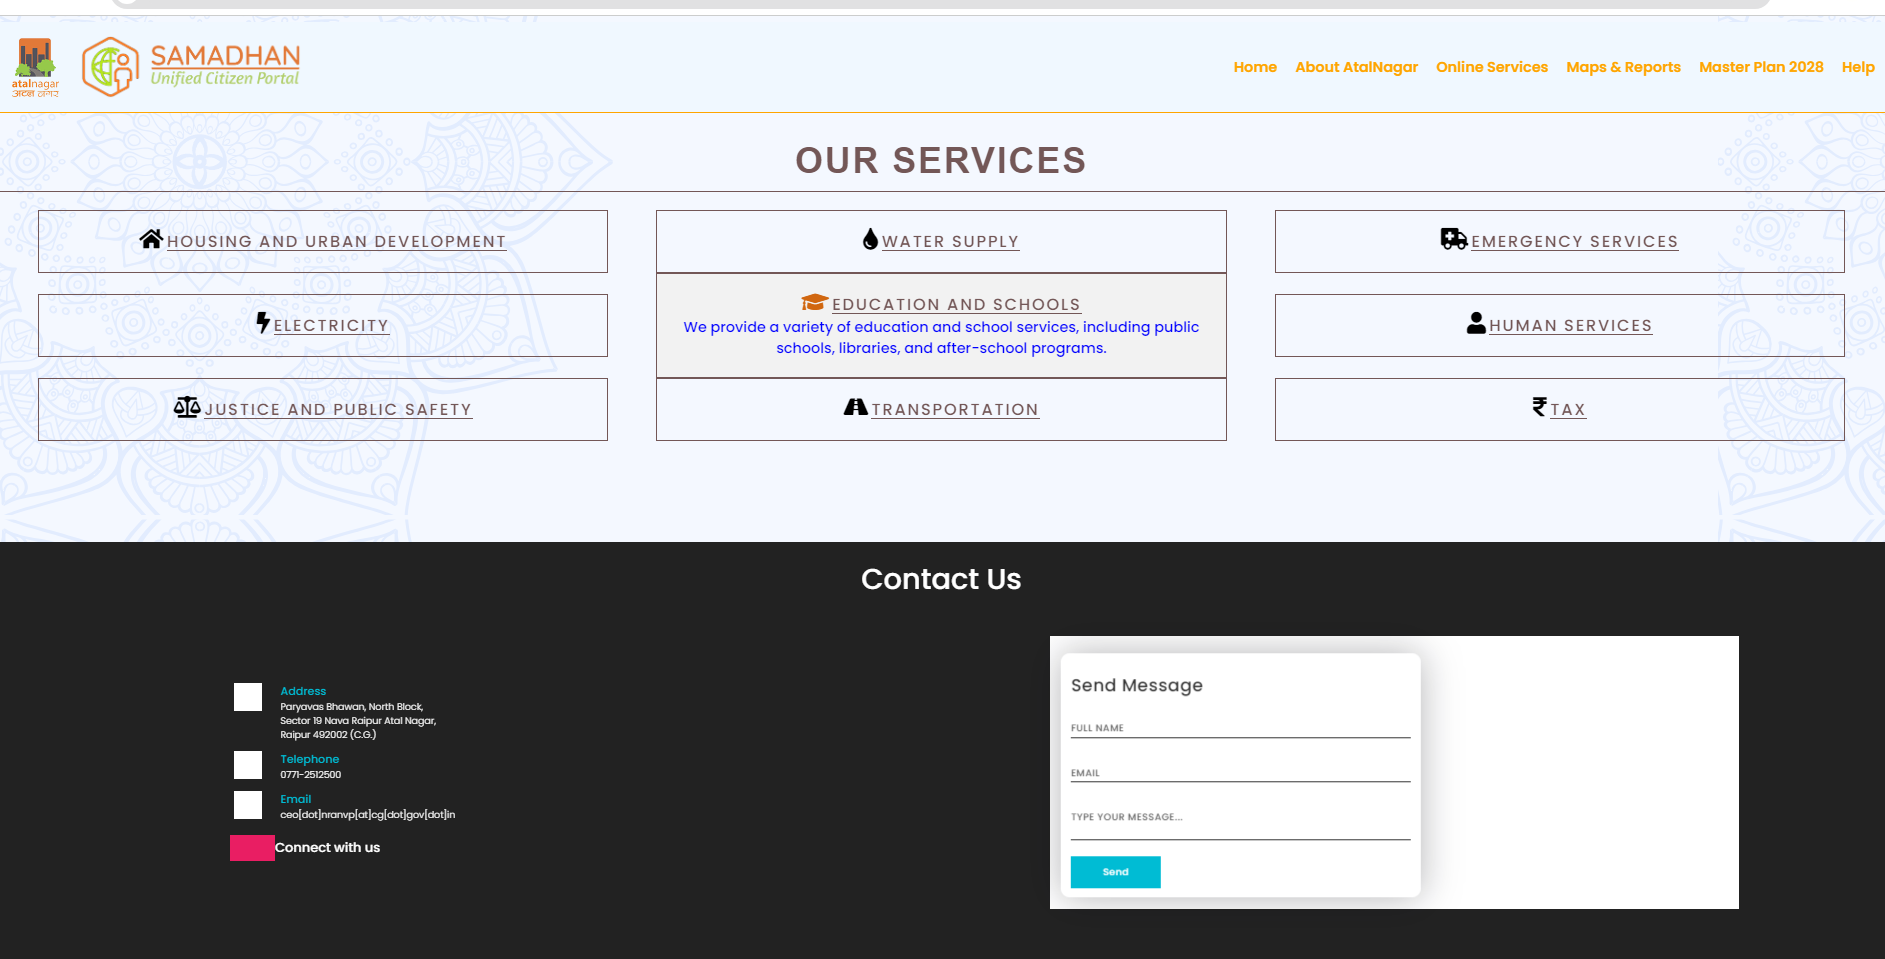 atalnagar
अटल नगर
SAMADHAN
Unified Citizen Portal
Home About AtalNagar Online Services Maps & Reports Master Plan 2028 Help
OUR SERVICES
HOUSING AND URBAN DEVELOPMENT
WATER SUPPLY
EMERGENCY SERVICES
ELECTRICITY
EDUCATION AND SCHOOLS
We provide a variety of education and school services, including public
schools, libraries, and after-school programs.
HUMAN SERVICES
JUSTICE AND PUBLIC SAFETY
TRANSPORTATION
TAX
Contact Us
Address
Paryavas Bhawan, North Block,
Sector 19 Nava Raipur Atal Nagar,
Raipur 492002 (C.G.)
Telephone
0771-2512500
Email
ceo[dot]nranvp[at]cg[dot]gov[dot]in
Connect with us
Send Message
FULL NAME
EMAIL
TYPE YOUR MESSAGE...
Send